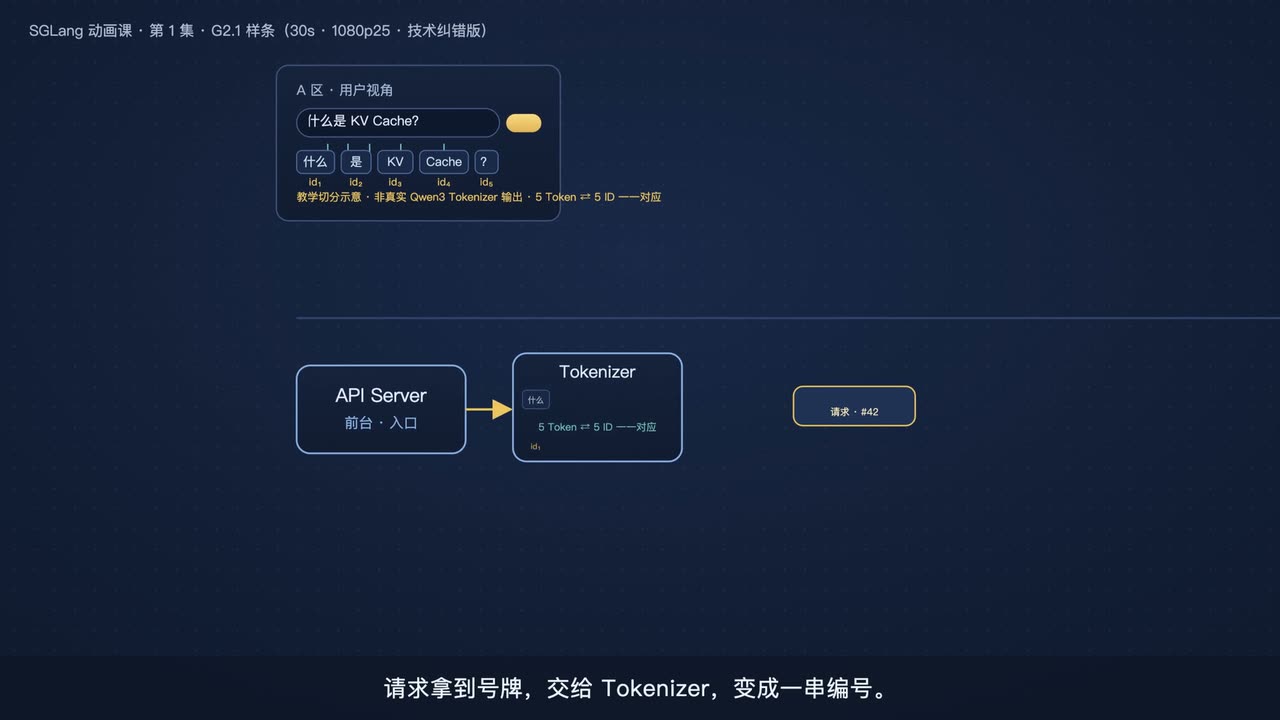 SGLang 动画课 · 第 1 集 · G2.1 样条（30s · 1080p25 · 技术纠错版）
A 区 · 用户视角
什么是 KV Cache?
什么 是 KV Cache ?
id₁ id₂ id₃ id₄ id₅
教学切分示意 · 非真实 Qwen3 Tokenizer 输出 · 5 Token ⇄ 5 ID 一一对应
API Server
前台 · 入口
Tokenizer
什么
5 Token ⇄ 5 ID 一一对应
id₁
请求 · #42
请求拿到号牌，交给 Tokenizer，变成一串编号。